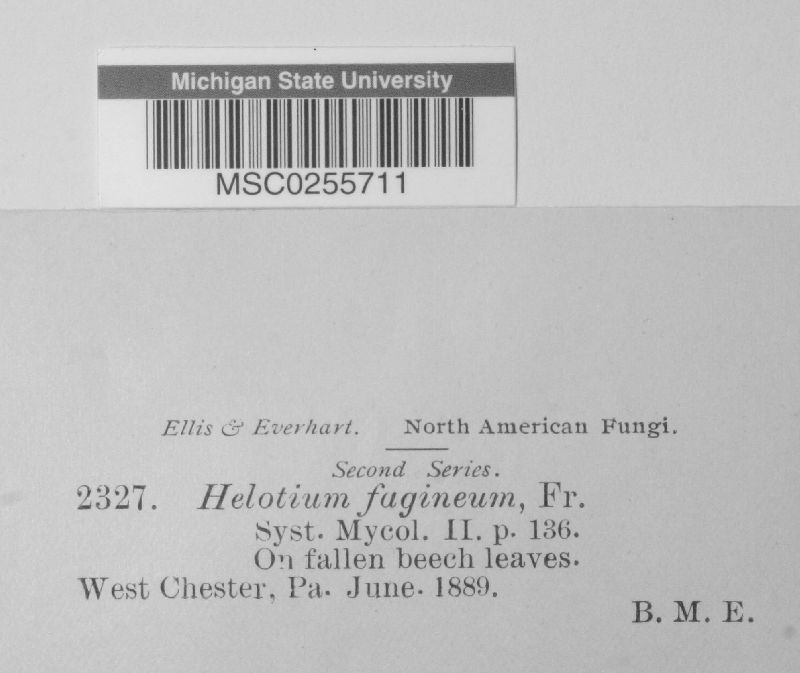 Michigan State University
MSC0255711
Ellis & Everhart. North American Fungi.
Second Series.
2327. Helotium fagineum, Fr.
Syst. Mycol. II. p. 136.
On fallen beech leaves.
West Chester, Pa. June. 1889.
B. M. E.